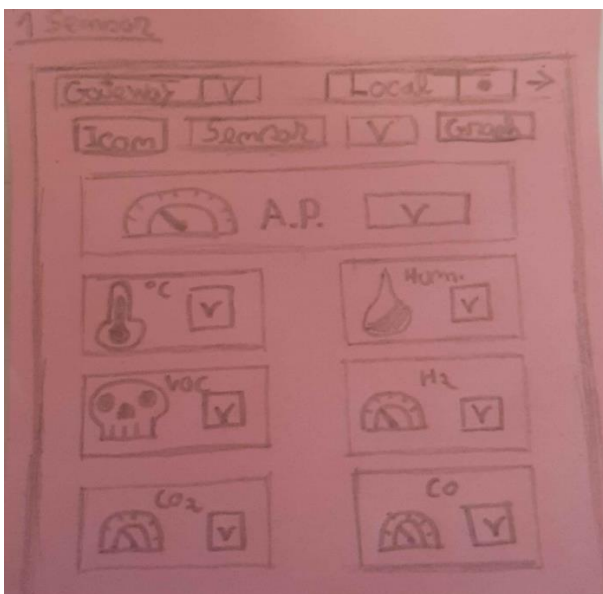 1 Sensor
Gateway V Local
Icon Sensor V Graph
A.P. V
°C V Hum. V
VOC V H2 V
CO2 V CO V